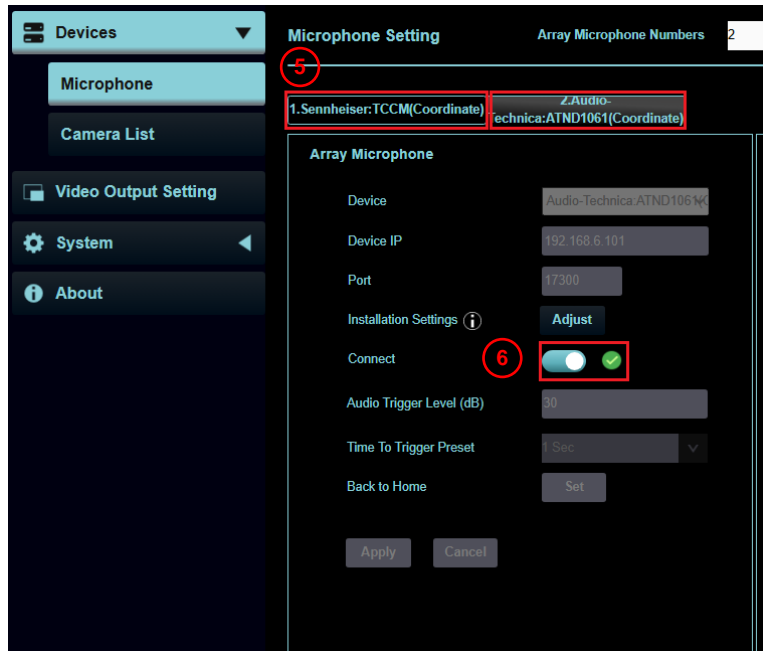 Devices
Microphone
Camera List
Video Output Setting
System
About
Microphone Setting
Array Microphone Numbers
2
5
1.Sennheiser:TCCM(Coordinate)
2.Audio-
Technica:ATND1061(Coordinate)
Array Microphone
Device
Audio-Technica:ATND1061(C
Device IP
192.168.6.101
Port
17300
Installation Settings
Adjust
Connect
6
Audio Trigger Level (dB)
30
Time To Trigger Preset
1 Sec
Back to Home
Set
Apply
Cancel